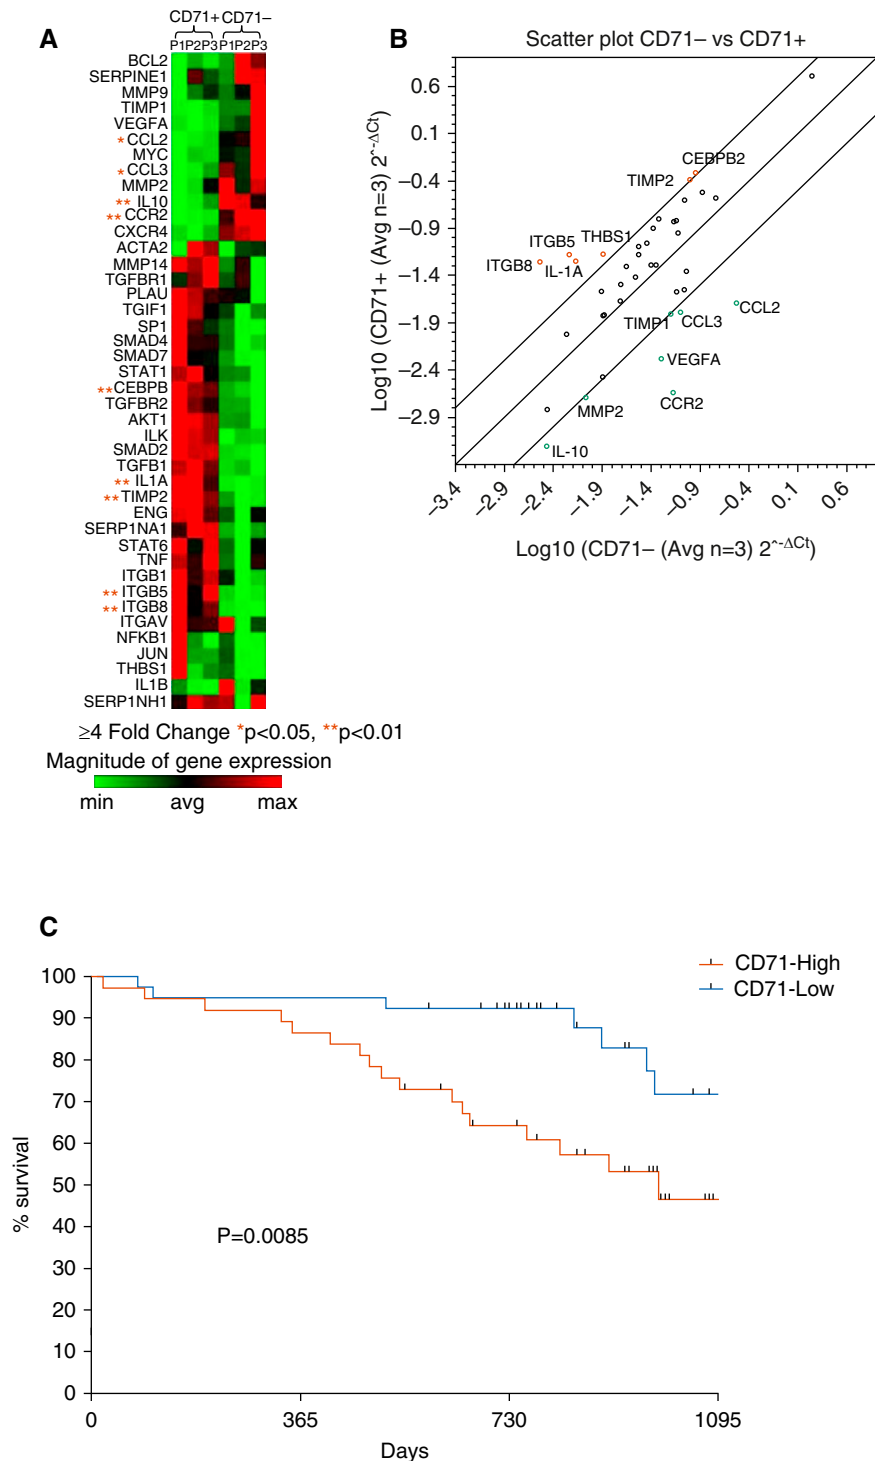 A
CD71+ CD71–
P1 P2 P3 P1 P2 P3
BCL2
SERPINE1
MMP9
TIMP1
VEGFA
* CCL2
MYC
* CCL3
MMP2
** IL10
** CCR2
CXCR4
ACTA2
MMP14
TGFBR1
PLAU
TGIF1
SP1
SMAD4
SMAD7
STAT1
** CEBPB
TGFBR2
AKT1
ILK
SMAD2
TGFB1
** IL1A
** TIMP2
ENG
SERP1NA1
STAT6
TNF
ITGB1
** ITGB5
** ITGB8
ITGAV
NFKB1
JUN
THBS1
IL1B
SERP1NH1
≥4 Fold Change *p<0.05, **p<0.01
Magnitude of gene expression
min avg max
B
Scatter plot CD71– vs CD71+
Log10 (CD71+ (Avg n=3) 2^-ΔCt)
0.6
0.1
–0.4
–0.9
–1.4
–1.9
–2.4
–2.9
CEBPB2
TIMP2
ITGB5
THBS1
ITGB8
IL-1A
CCL2
TIMP1
CCL3
VEGFA
MMP2
CCR2
IL-10
–3.4 –2.9 –2.4 –1.9 –1.4 –0.9 –0.4 0.1 0.6
Log10 (CD71– (Avg n=3) 2^-ΔCt)
C
CD71-High
CD71-Low
% survival
100
90
80
70
60
50
40
30
20
10
0
P=0.0085
0 365 730 1095
Days